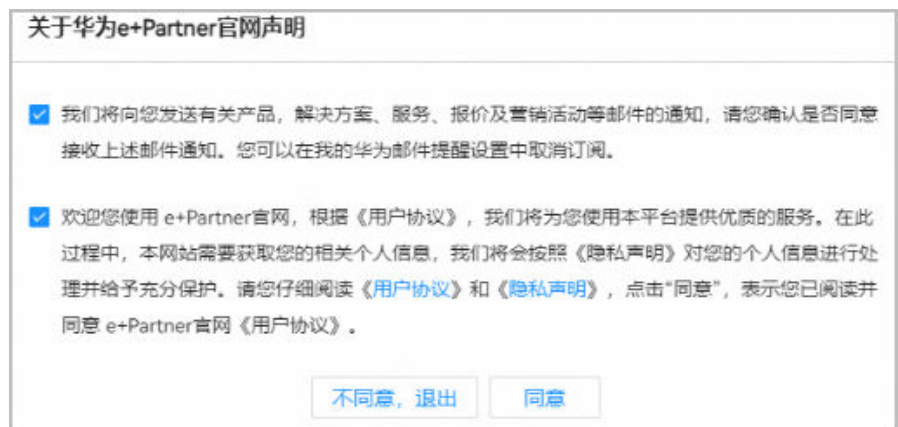 关于华为e+Partner官网声明
我们将向您发送有关产品，解决方案、服务、报价及营销活动等邮件的通知，请您确认是否同意
接收上述邮件通知。您可以在我的华为邮件提醒设置中取消订阅。
欢迎您使用 e+Partner官网，根据《用户协议》，我们将为您使用本平台提供优质的服务。在此
过程中，本网站需要获取您的相关个人信息，我们将会按照《隐私声明》对您的个人信息进行处
理并给予充分保护。请您仔细阅读《用户协议》和《隐私声明》，点击“同意”，表示您已阅读并
同意 e+Partner官网《用户协议》。
不同意，退出
同意